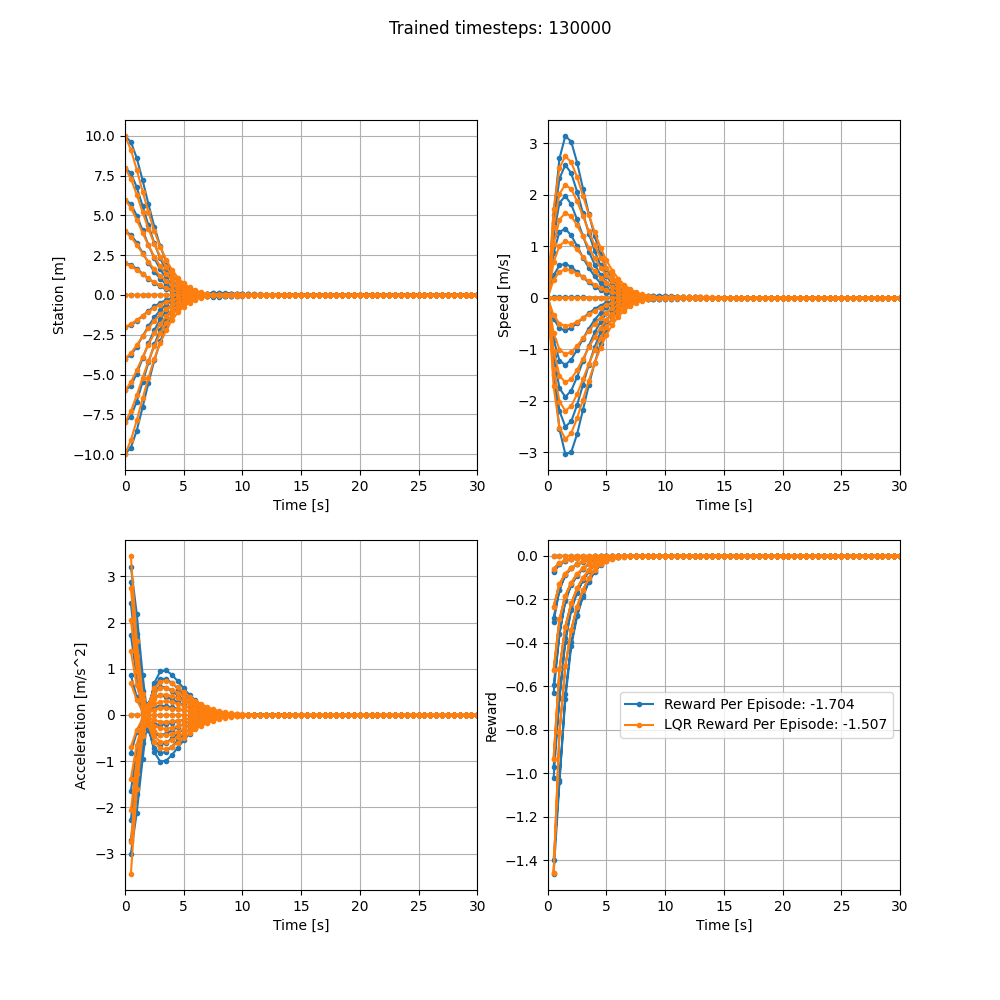 Trained timesteps: 130000
10.0
7.5
5.0
2.5
0.0
−2.5
−5.0
−7.5
−10.0
Station [m]
0 5 10 15 20 25 30
Time [s]
3
2
1
0
−1
−2
−3
Speed [m/s]
0 5 10 15 20 25 30
Time [s]
3
2
1
0
−1
−2
−3
Acceleration [m/s^2]
0 5 10 15 20 25 30
Time [s]
0.0
−0.2
−0.4
−0.6
−0.8
−1.0
−1.2
−1.4
Reward
Reward Per Episode: -1.704
LQR Reward Per Episode: -1.507
0 5 10 15 20 25 30
Time [s]